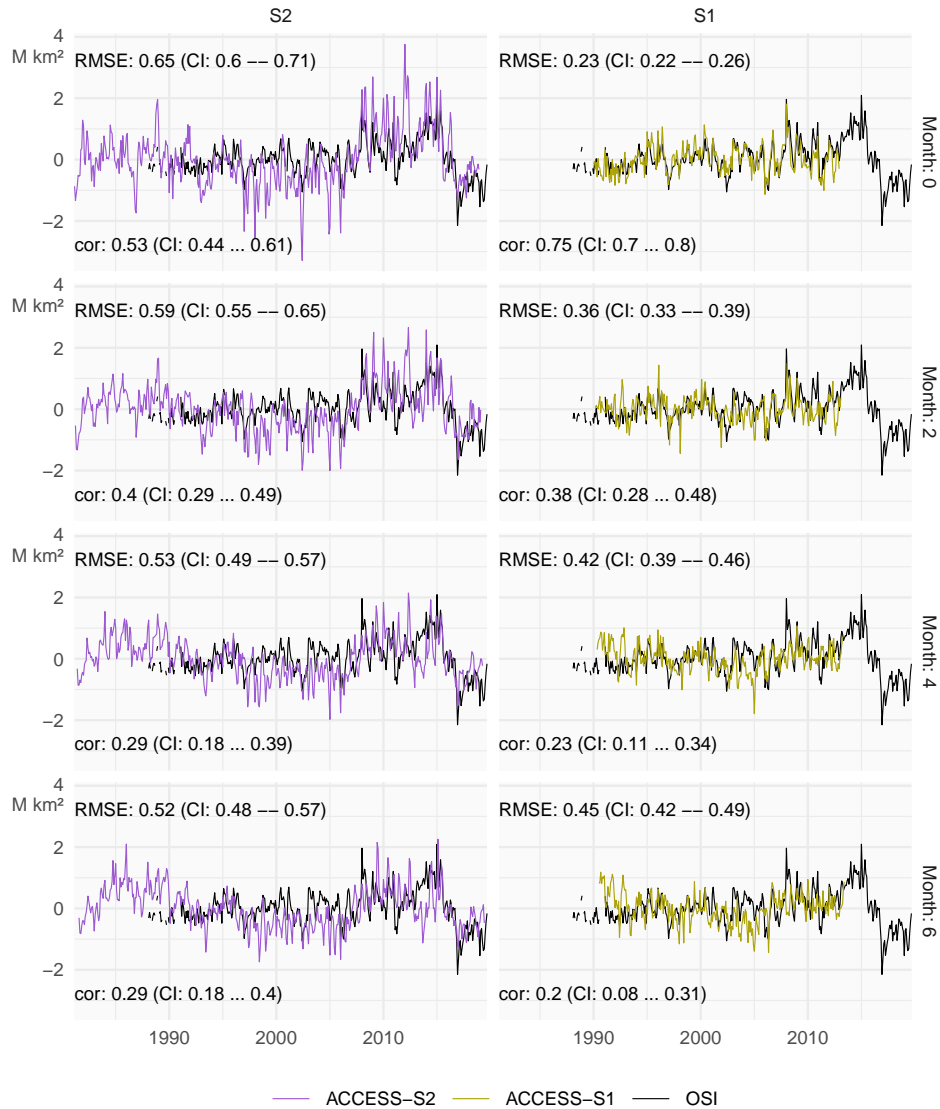 S2 S1
4
M km²
2
0
−2
RMSE: 0.65 (CI: 0.6 −− 0.71)
cor: 0.53 (CI: 0.44 ... 0.61)
RMSE: 0.23 (CI: 0.22 −− 0.26)
cor: 0.75 (CI: 0.7 ... 0.8)
Month: 0
4
M km²
2
0
−2
RMSE: 0.59 (CI: 0.55 −− 0.65)
cor: 0.4 (CI: 0.29 ... 0.49)
RMSE: 0.36 (CI: 0.33 −− 0.39)
cor: 0.38 (CI: 0.28 ... 0.48)
Month: 2
4
M km²
2
0
−2
RMSE: 0.53 (CI: 0.49 −− 0.57)
cor: 0.29 (CI: 0.18 ... 0.39)
RMSE: 0.42 (CI: 0.39 −− 0.46)
cor: 0.23 (CI: 0.11 ... 0.34)
Month: 4
4
M km²
2
0
−2
RMSE: 0.52 (CI: 0.48 −− 0.57)
cor: 0.29 (CI: 0.18 ... 0.4)
RMSE: 0.45 (CI: 0.42 −− 0.49)
cor: 0.2 (CI: 0.08 ... 0.31)
Month: 6
1990 2000 2010 1990 2000 2010
ACCESS−S2 ACCESS−S1 OSI